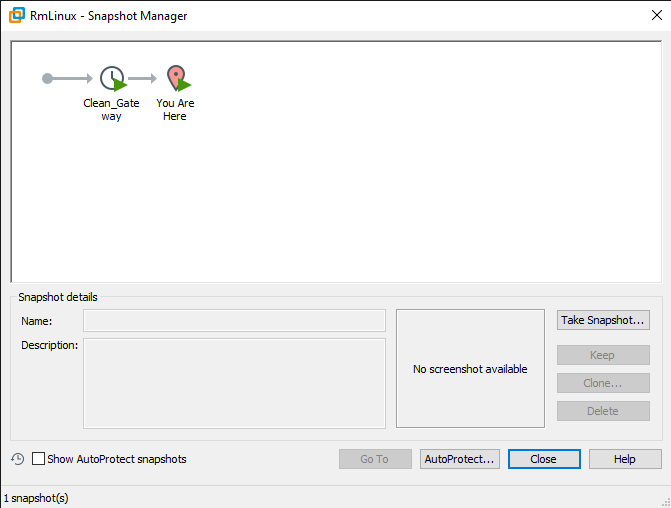 RmLinux - Snapshot Manager
Clean_Gate
way
You Are
Here
Snapshot details
Name:
Take Snapshot...
Description:
No screenshot available
Keep
Clone...
Delete
Show AutoProtect snapshots
Go To
AutoProtect...
Close
Help
1 snapshot(s)